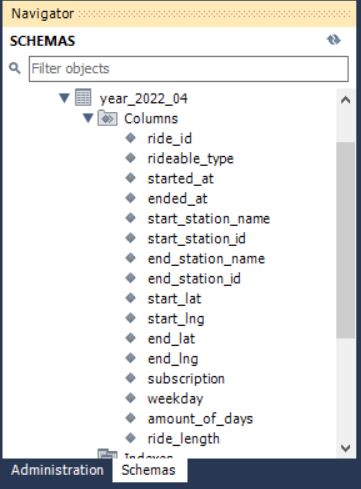 Navigator
SCHEMAS
Filter objects
year_2022_04
Columns
ride_id
rideable_type
started_at
ended_at
start_station_name
start_station_id
end_station_name
end_station_id
start_lat
start_lng
end_lat
end_lng
subscription
weekday
amount_of_days
ride_length
Indexes
Administration Schemas